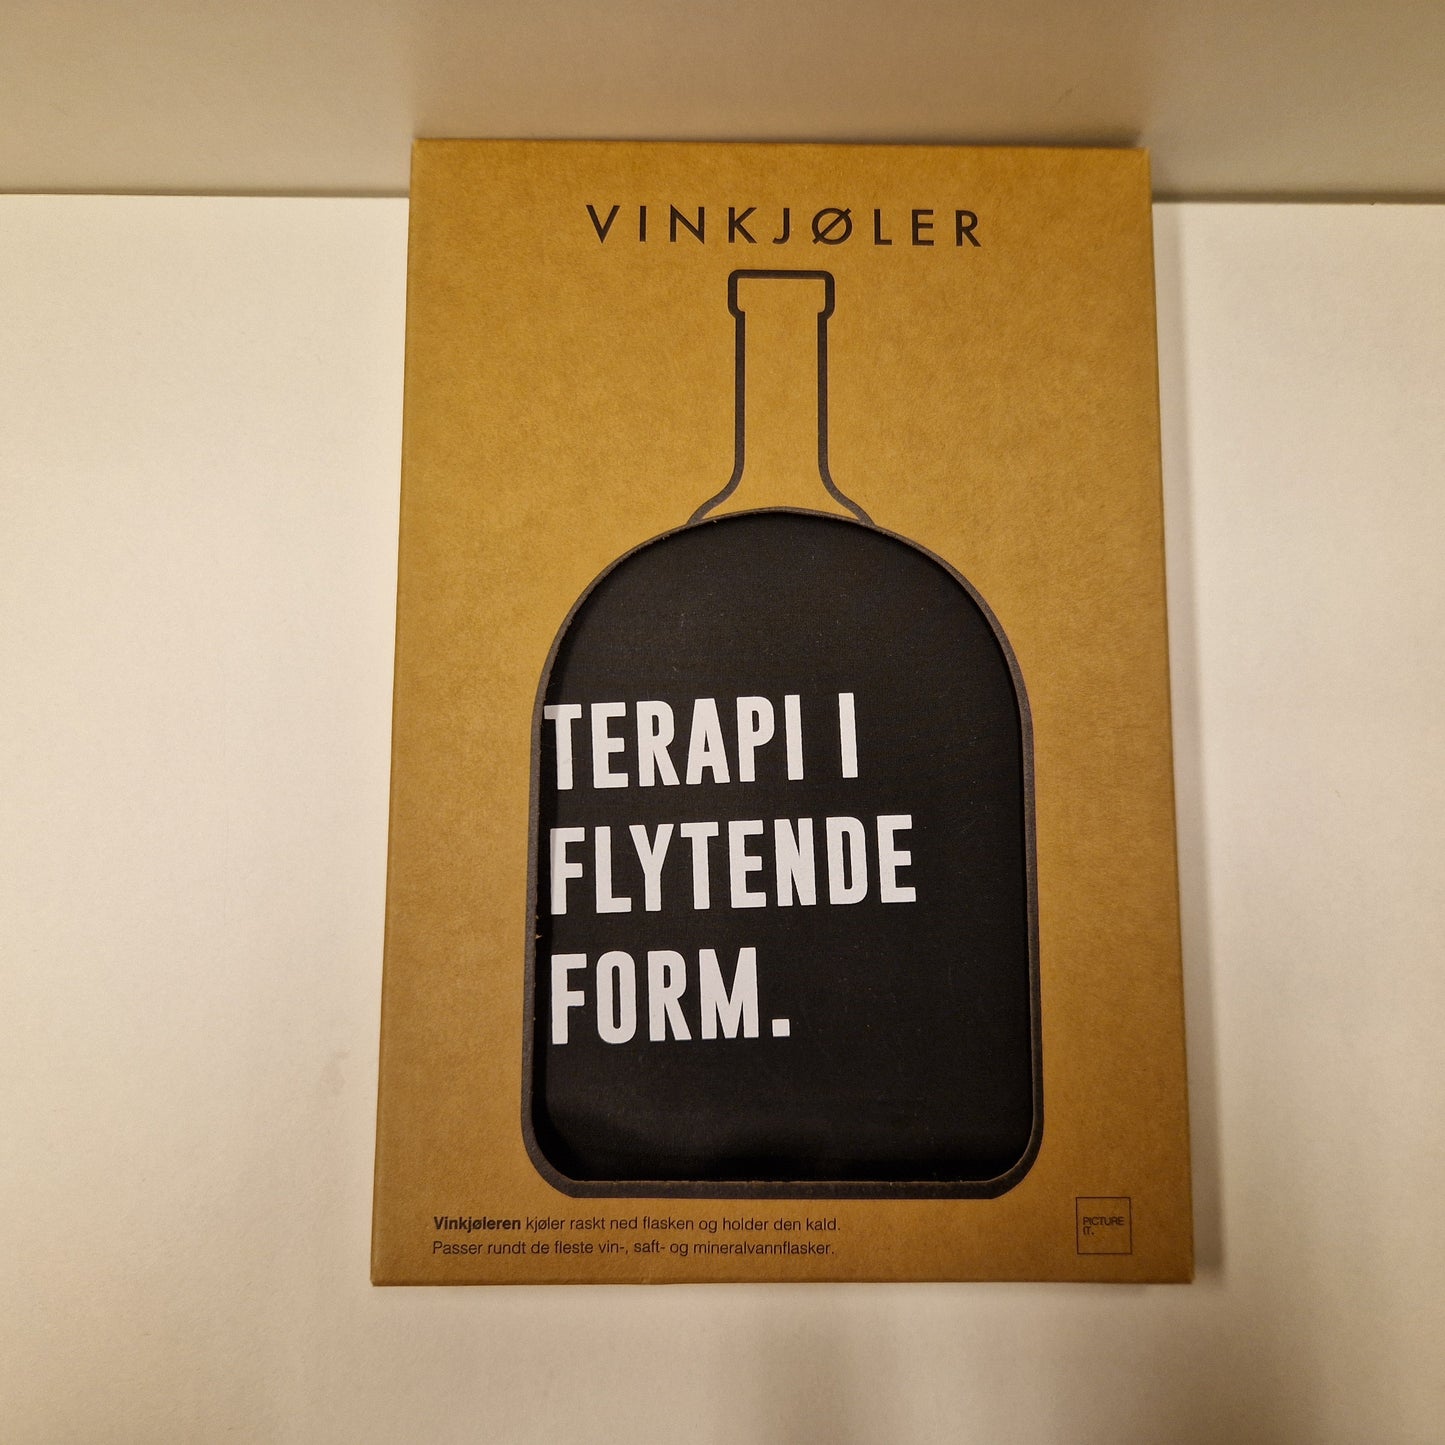 VINKJØLER
TERAPI I
FLYTENDE
FORM.
Vinkjøleren kjøler raskt ned flasken og holder den kald.
Passer rundt de fleste vin-, saft- og mineralvannflasker.
PICTURE
IT.